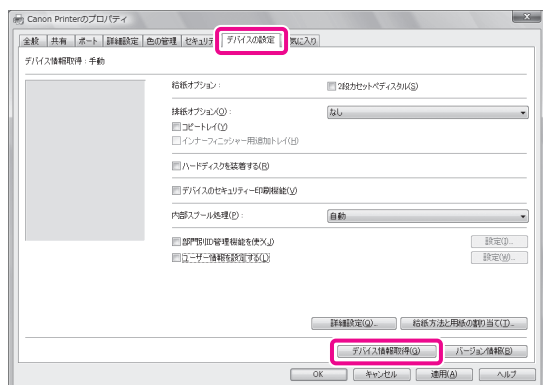 Canon Printerのプロパティ
全般 共有 ポート 詳細設定 色の管理 セキュリティ デバイスの設定 お気に入り
デバイス情報取得：手動
給紙オプション： 2段カセットペディスタル(S)
排紙オプション(O)： なし
コピートレイ(Y)
インナーフィニッシャー用追加トレイ(H)
ハードディスクを装着する(R)
デバイスのセキュリティー印刷機能(V)
内部スプール処理(P)： 自動
部門別ID管理機能を使う(J) 設定(I)...
ユーザー情報を設定する(L) 設定(W)...
詳細設定(Q)... 給紙方法と用紙の割り当て(T)...
デバイス情報取得(G) バージョン情報(B)
OK キャンセル 適用(A) ヘルプ